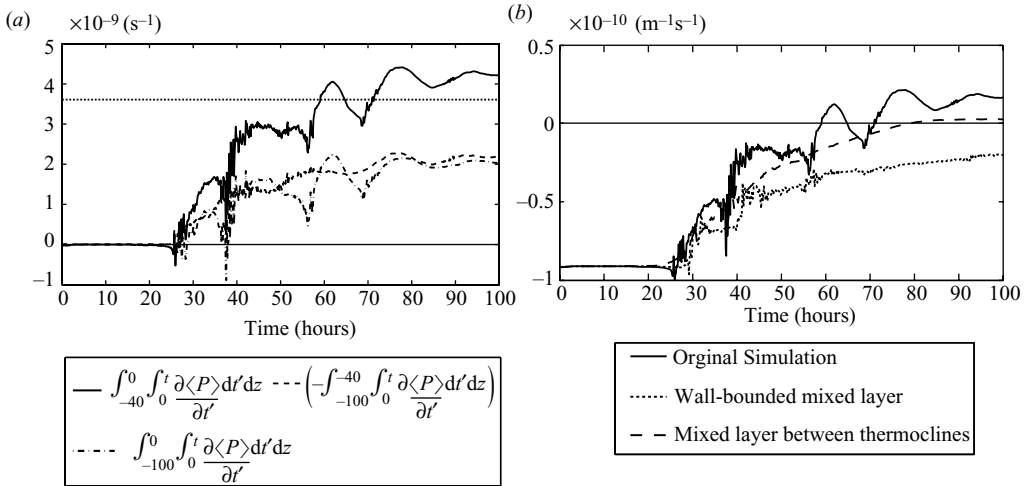 (a)
×10⁻⁹ (s⁻¹)
5
4
3
2
1
0
−1
0 10 20 30 40 50 60 70 80 90 100
Time (hours)
∫₋₄₀⁰ ∫₀ᵗ ∂⟨P⟩/∂t′ dt′dz
(−∫₋₁₀₀⁻⁴⁰ ∫₀ᵗ ∂⟨P⟩/∂t′ dt′dz)
∫₋₁₀₀⁰ ∫₀ᵗ ∂⟨P⟩/∂t′ dt′dz
(b)
×10⁻¹⁰ (m⁻¹s⁻¹)
0.5
0
−0.5
−1
0 10 20 30 40 50 60 70 80 90 100
Time (hours)
Orginal Simulation
Wall-bounded mixed layer
Mixed layer between thermoclines